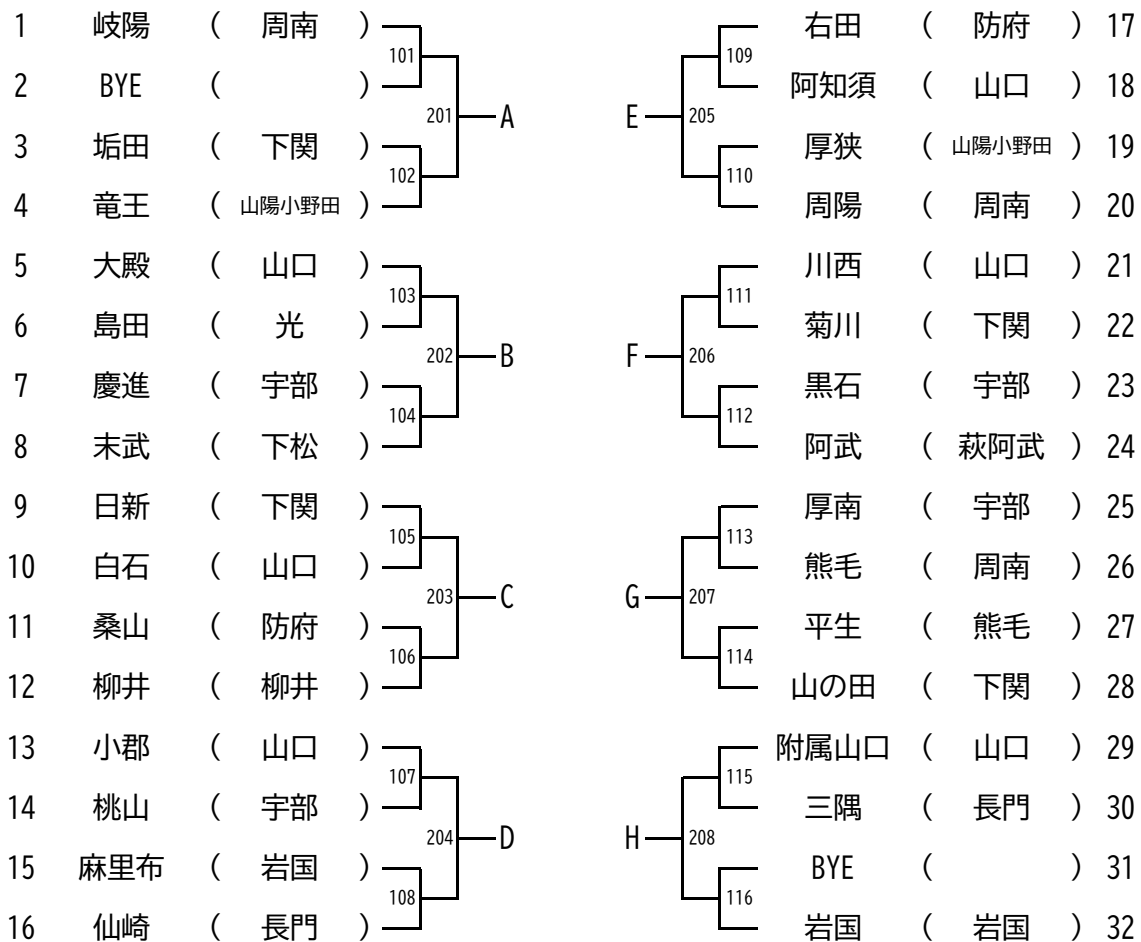 1 岐陽 ( 周南 )
101
2 BYE ( )
201 A
3 垢田 ( 下関 )
102
4 竜王 ( 山陽小野田 )
5 大殿 ( 山口 )
103
6 島田 ( 光 )
202 B
7 慶進 ( 宇部 )
104
8 末武 ( 下松 )
9 日新 ( 下関 )
105
10 白石 ( 山口 )
203 C
11 桑山 ( 防府 )
106
12 柳井 ( 柳井 )
13 小郡 ( 山口 )
107
14 桃山 ( 宇部 )
204 D
15 麻里布 ( 岩国 )
108
16 仙崎 ( 長門 )
右田 ( 防府 ) 17
109
阿知須 ( 山口 ) 18
E 205
厚狭 ( 山陽小野田 ) 19
110
周陽 ( 周南 ) 20
川西 ( 山口 ) 21
111
菊川 ( 下関 ) 22
F 206
黒石 ( 宇部 ) 23
112
阿武 ( 萩阿武 ) 24
厚南 ( 宇部 ) 25
113
熊毛 ( 周南 ) 26
G 207
平生 ( 熊毛 ) 27
114
山の田 ( 下関 ) 28
附属山口 ( 山口 ) 29
115
三隅 ( 長門 ) 30
H 208
BYE ( ) 31
116
岩国 ( 岩国 ) 32